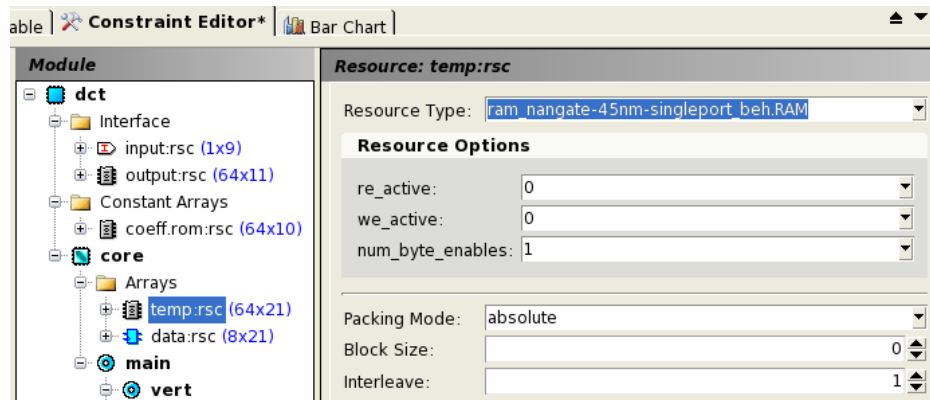 able Constraint Editor* Bar Chart
Module
dct
Interface
input:rsc (1x9)
output:rsc (64x11)
Constant Arrays
coeff.rom:rsc (64x10)
core
Arrays
temp:rsc (64x21)
data:rsc (8x21)
main
vert
Resource: temp:rsc
Resource Type: ram_nangate-45nm-singleport_beh.RAM
Resource Options
re_active: 0
we_active: 0
num_byte_enables: 1
Packing Mode: absolute
Block Size: 0
Interleave: 1